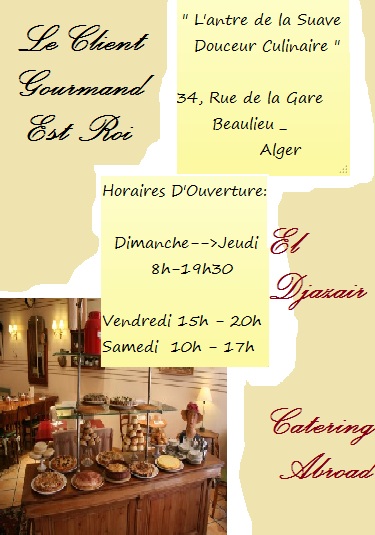 Le Client
Gourmand
Est Roi
" L'antre de la Suave
Douceur Culinaire "
34, Rue de la Gare
Beaulieu _
Alger
Horaires D'Ouverture:
Dimanche-->Jeudi
8h-19h30
Vendredi 15h - 20h
Samedi 10h - 17h
El
Djazair
Catering
Abroad